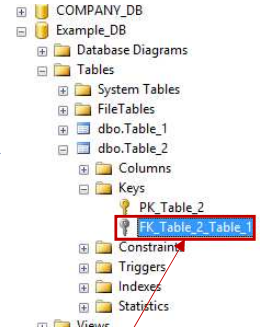 COMPANY_DB
Example_DB
Database Diagrams
Tables
System Tables
FileTables
dbo.Table_1
dbo.Table_2
Columns
Keys
PK_Table_2
FK_Table_2_Table_1
Constraints
Triggers
Indexes
Statistics
Views